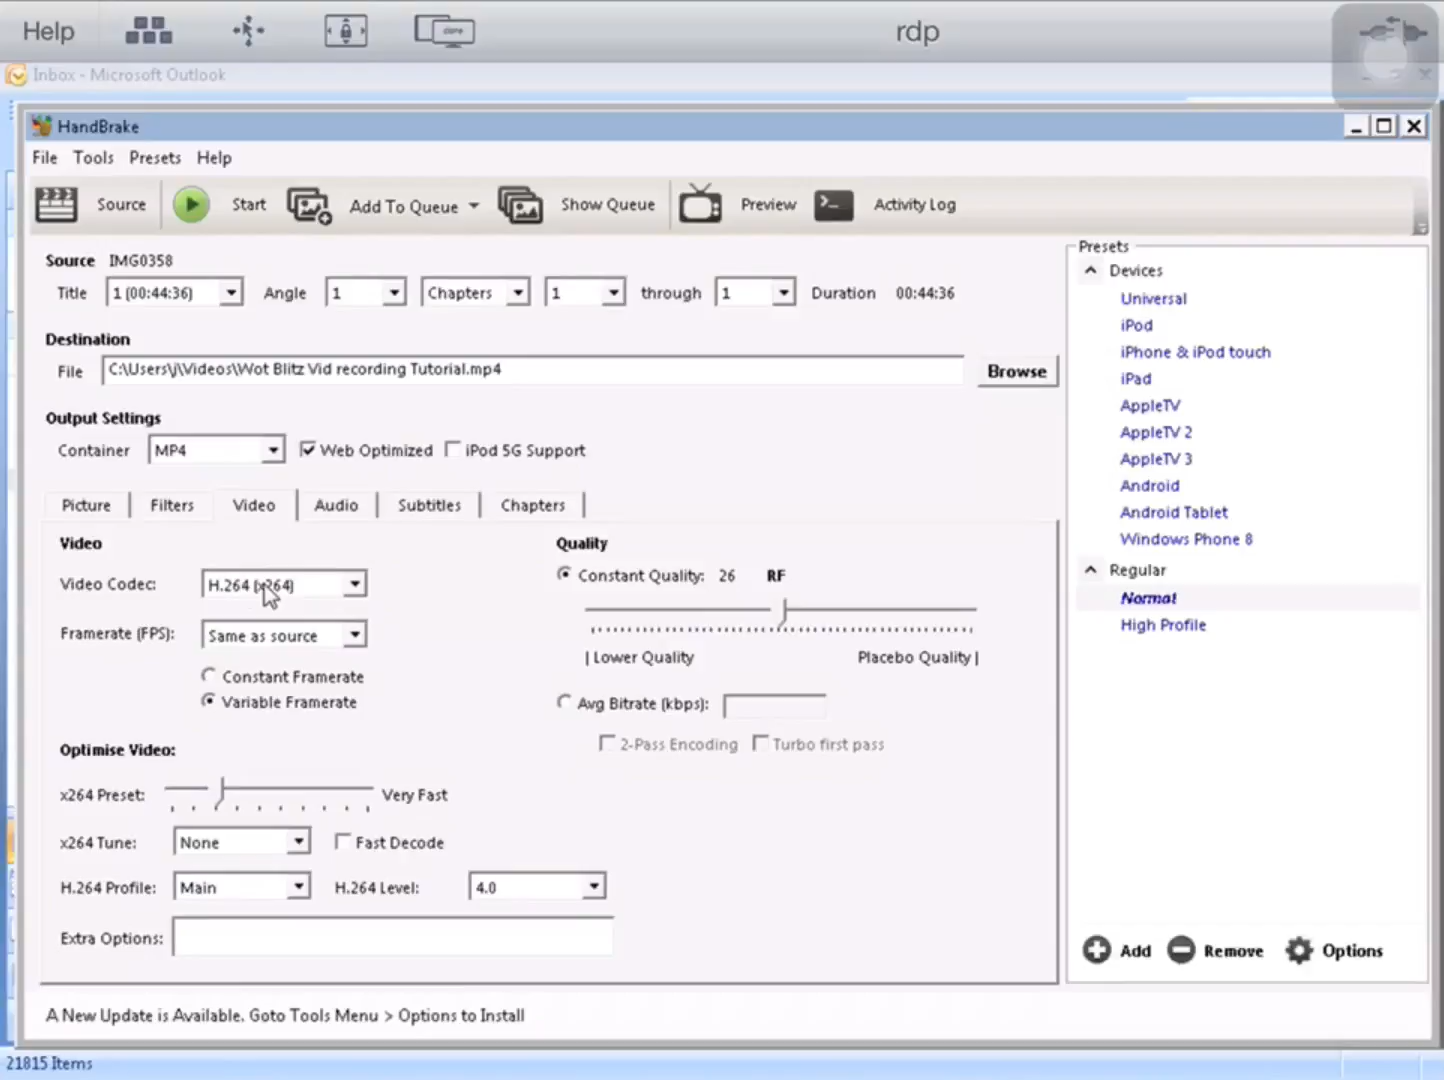 Help
rdp
Inbox - Microsoft Outlook
HandBrake
File Tools Presets Help
Source Start Add To Queue Show Queue Preview Activity Log
Source IMG0358
Title 1 (00:44:36) Angle 1 Chapters 1 through 1 Duration 00:44:36
Destination
File C:\Users\j\Videos\Wot Blitz Vid recording Tutorial.mp4 Browse
Output Settings
Container MP4 Web Optimized iPod 5G Support
Picture Filters Video Audio Subtitles Chapters
Video
Video Codec: H.264 (x264)
Framerate (FPS): Same as source
Constant Framerate
Variable Framerate
Quality
Constant Quality: 26 RF
| Lower Quality Placebo Quality |
Avg Bitrate (kbps):
2-Pass Encoding Turbo first pass
Optimise Video:
x264 Preset: Very Fast
x264 Tune: None Fast Decode
H.264 Profile: Main H.264 Level: 4.0
Extra Options:
Presets
Devices
Universal
iPod
iPhone & iPod touch
iPad
AppleTV
AppleTV 2
AppleTV 3
Android
Android Tablet
Windows Phone 8
Regular
Normal
High Profile
Add Remove Options
A New Update is Available. Goto Tools Menu > Options to Install
21815 Items